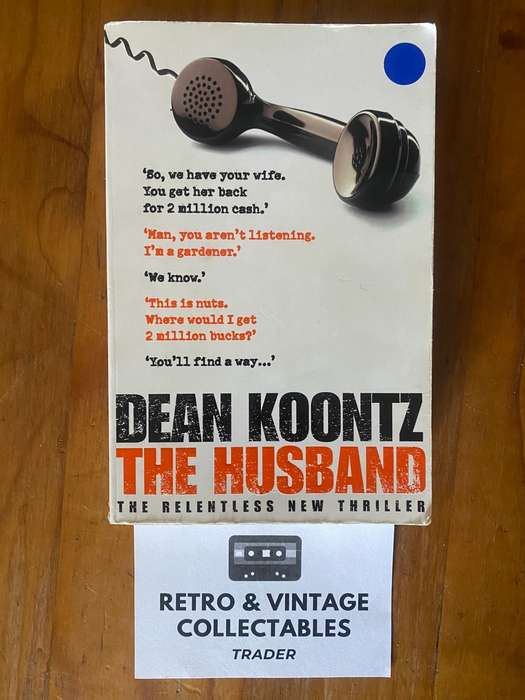 'So, we have your wife.
You get her back
for 2 million cash.'
'Man, you aren't listening.
I'm a gardener.'
'We know.'
'This is nuts.
Where would I get
2 million bucks?'
'You'll find a way...'
DEAN KOONTZ
THE HUSBAND
THE RELENTLESS NEW THRILLER
RETRO & VINTAGE
COLLECTABLES
TRADER